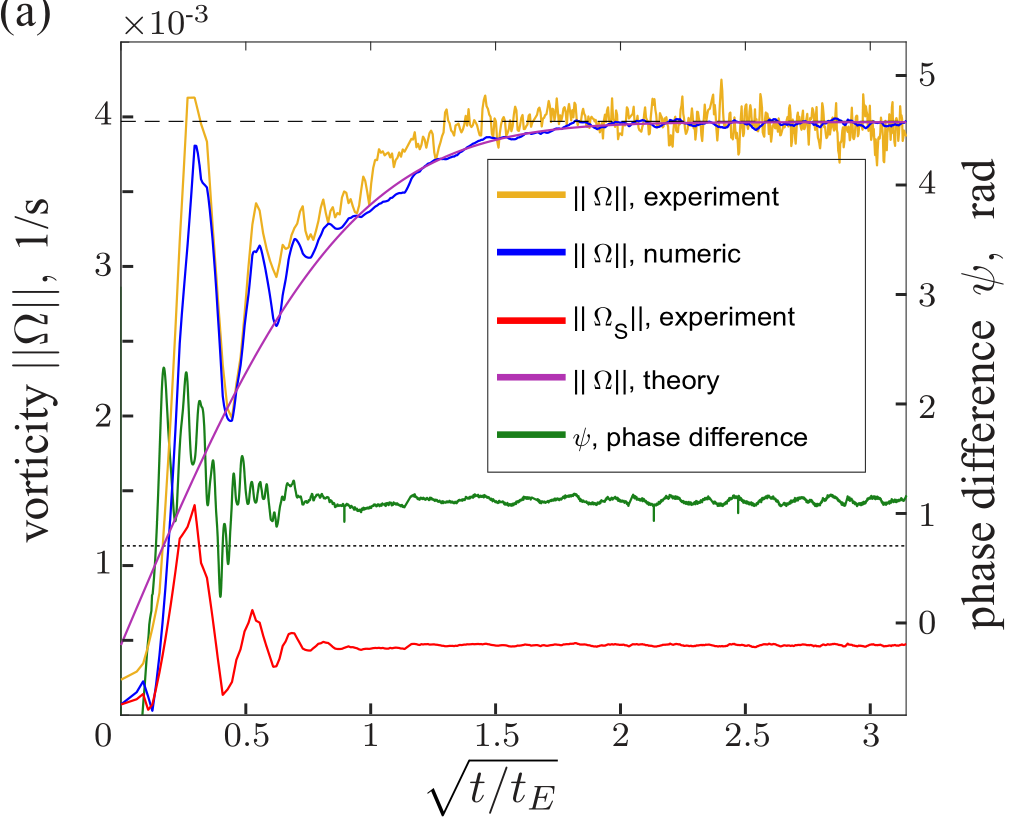 (a)
×10⁻³
vorticity ||Ω||, 1/s
4
3
2
1
0
0.5
1
1.5
2
2.5
3
√t/t_E
5
4
3
2
1
0
phase difference ψ, rad
|| Ω||, experiment
|| Ω||, numeric
|| Ω_S||, experiment
|| Ω||, theory
ψ, phase difference